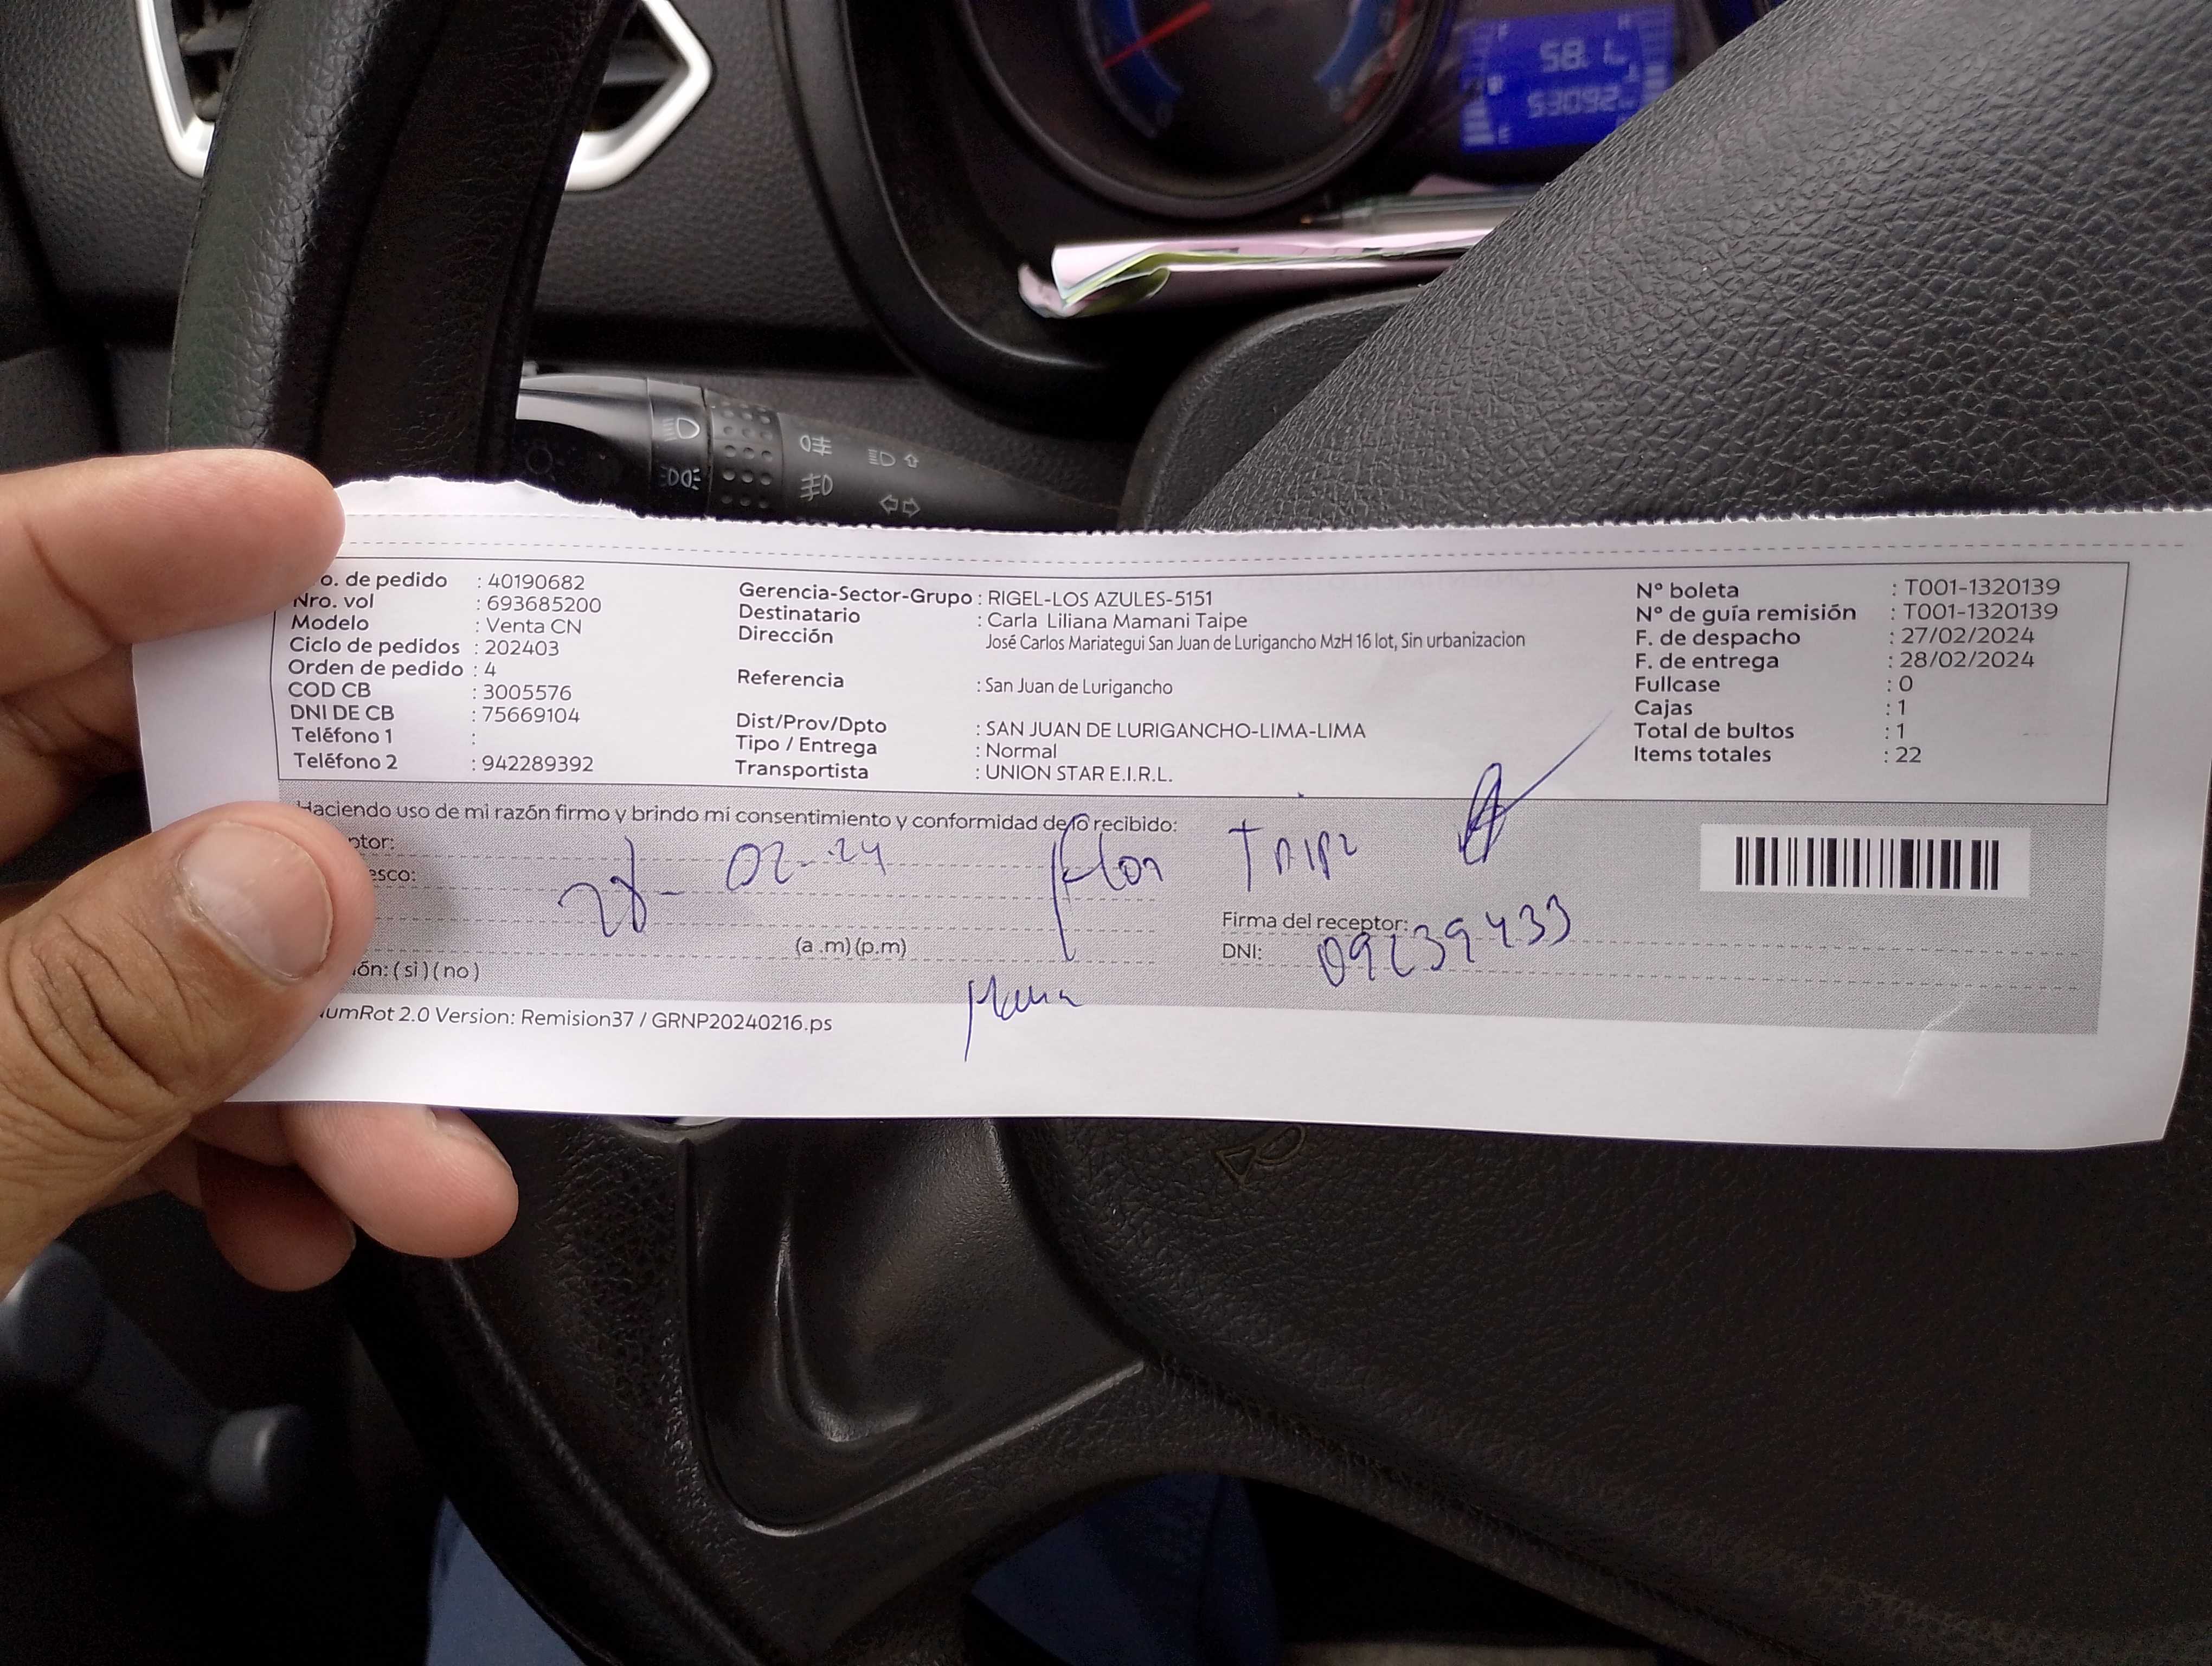 58.1
53092
o. de pedido : 40190682
Nro. vol : 693685200
Modelo : Venta CN
Ciclo de pedidos : 202403
Orden de pedido : 4
COD CB : 3005576
DNI DE CB : 75669104
Teléfono 1 :
Teléfono 2 : 942289392
Gerencia-Sector-Grupo : RIGEL-LOS AZULES-5151
Destinatario : Carla Liliana Mamani Taipe
Dirección José Carlos Mariategui San Juan de Lurigancho MzH 16 lot, Sin urbanizacion
Referencia : San Juan de Lurigancho
Dist/Prov/Dpto : SAN JUAN DE LURIGANCHO-LIMA-LIMA
Tipo / Entrega : Normal
Transportista : UNION STAR E.I.R.L.
Nº boleta : T001-1320139
Nº de guía remisión : T001-1320139
F. de despacho : 27/02/2024
F. de entrega : 28/02/2024
Fullcase : 0
Cajas : 1
Total de bultos : 1
Items totales : 22
Haciendo uso de mi razón firmo y brindo mi consentimiento y conformidad de lo recibido:
ptor:
esco:
28-02-24 Flor Taipe
Firma del receptor:
(a .m) (p.m)
DNI: 09239433
ión: ( si ) ( no )
Mama
umRot 2.0 Version: Remision37 / GRNP20240216.ps